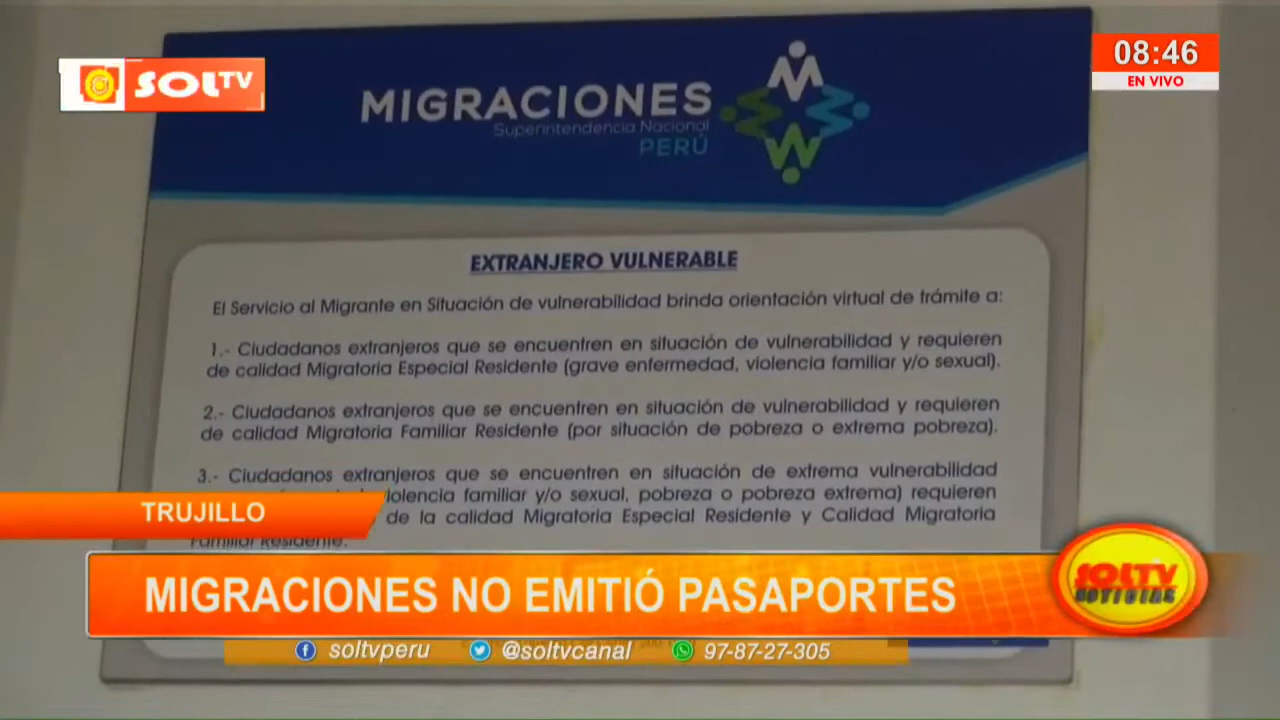 SOLTV
08:46
EN VIVO
MIGRACIONES
Superintendencia Nacional
PERÚ
EXTRANJERO VULNERABLE
El Servicio al Migrante en Situación de vulnerabilidad brinda orientación virtual de trámite a:
1.- Ciudadanos extranjeros que se encuentren en situación de vulnerabilidad y requieren
de calidad Migratoria Especial Residente (grave enfermedad, violencia familiar y/o sexual).
2.- Ciudadanos extranjeros que se encuentren en situación de vulnerabilidad y requieren
de calidad Migratoria Familiar Residente (por situación de pobreza o extrema pobreza).
3.- Ciudadanos extranjeros que se encuentren en situación de extrema vulnerabilidad
violencia familiar y/o sexual, pobreza o pobreza extrema) requieren
de la calidad Migratoria Especial Residente y Calidad Migratoria
Familiar Residente.
TRUJILLO
MIGRACIONES NO EMITIÓ PASAPORTES
SOLTV
NOTICIAS
soltvperu @soltvcanal 97-87-27-305